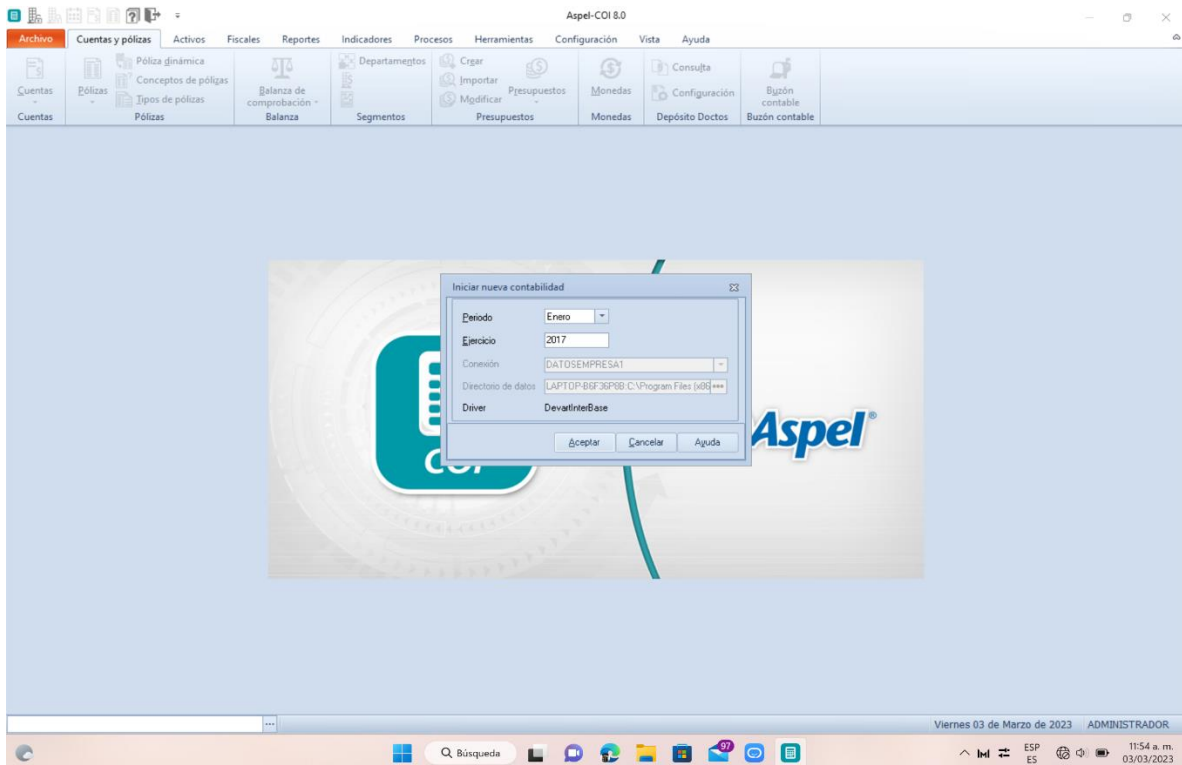 Aspel-COI 8.0
Archivo Cuentas y pólizas Activos Fiscales Reportes Indicadores Procesos Herramientas Configuración Vista Ayuda
Cuentas
Cuentas
Pólizas
Póliza dinámica
Conceptos de pólizas
Tipos de pólizas
Pólizas
Balanza de
comprobación
Balanza
Departamentos
Segmentos
Crear
Importar
Modificar
Presupuestos
Presupuestos
Monedas
Monedas
Consulta
Configuración
Depósito Doctos
Buzón
contable
Buzón contable
Iniciar nueva contabilidad
Periodo Enero
Ejercicio 2017
Conexión DATOSEMPRESA1
Directorio de datos LAPTOP-B6F36P8B:C:\Program Files (x86
Driver DevartInterBase
Aceptar Cancelar Ayuda
COI
Aspel®
Viernes 03 de Marzo de 2023 ADMINISTRADOR
Búsqueda
97
ESP
ES
11:54 a. m.
03/03/2023